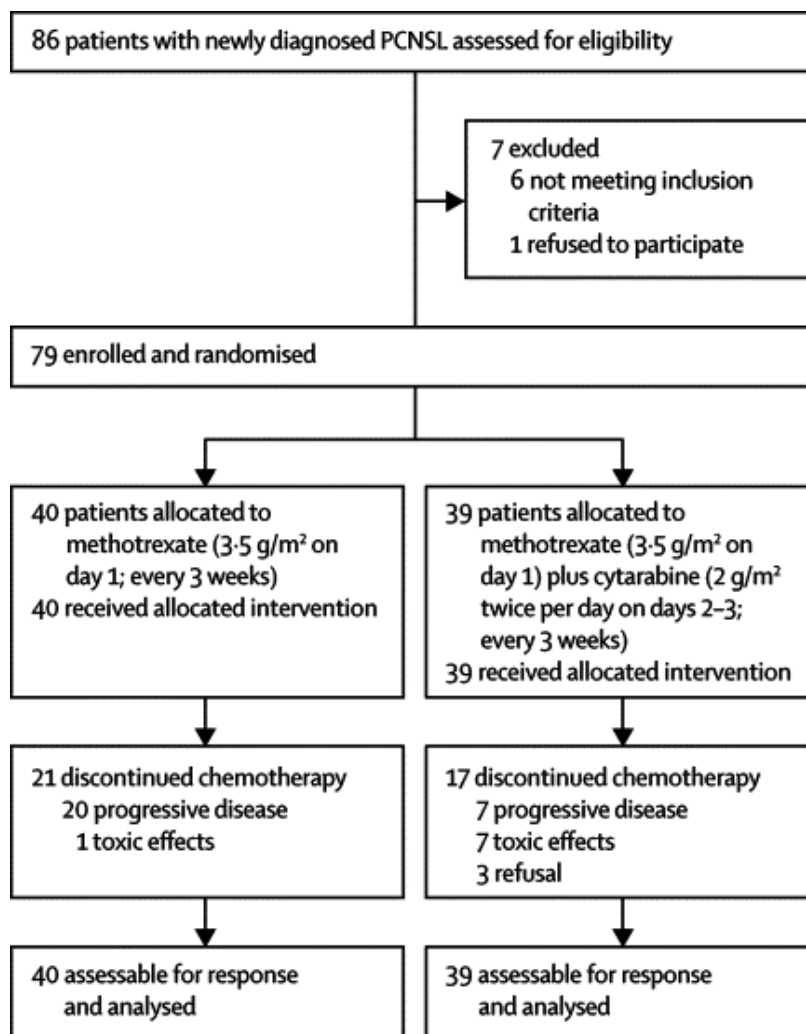 86 patients with newly diagnosed PCNSL assessed for eligibility
7 excluded
6 not meeting inclusion
criteria
1 refused to participate
79 enrolled and randomised
40 patients allocated to
methotrexate (3·5 g/m² on
day 1; every 3 weeks)
40 received allocated intervention
39 patients allocated to
methotrexate (3·5 g/m² on
day 1) plus cytarabine (2 g/m²
twice per day on days 2–3;
every 3 weeks)
39 received allocated intervention
21 discontinued chemotherapy
20 progressive disease
1 toxic effects
17 discontinued chemotherapy
7 progressive disease
7 toxic effects
3 refusal
40 assessable for response
and analysed
39 assessable for response
and analysed